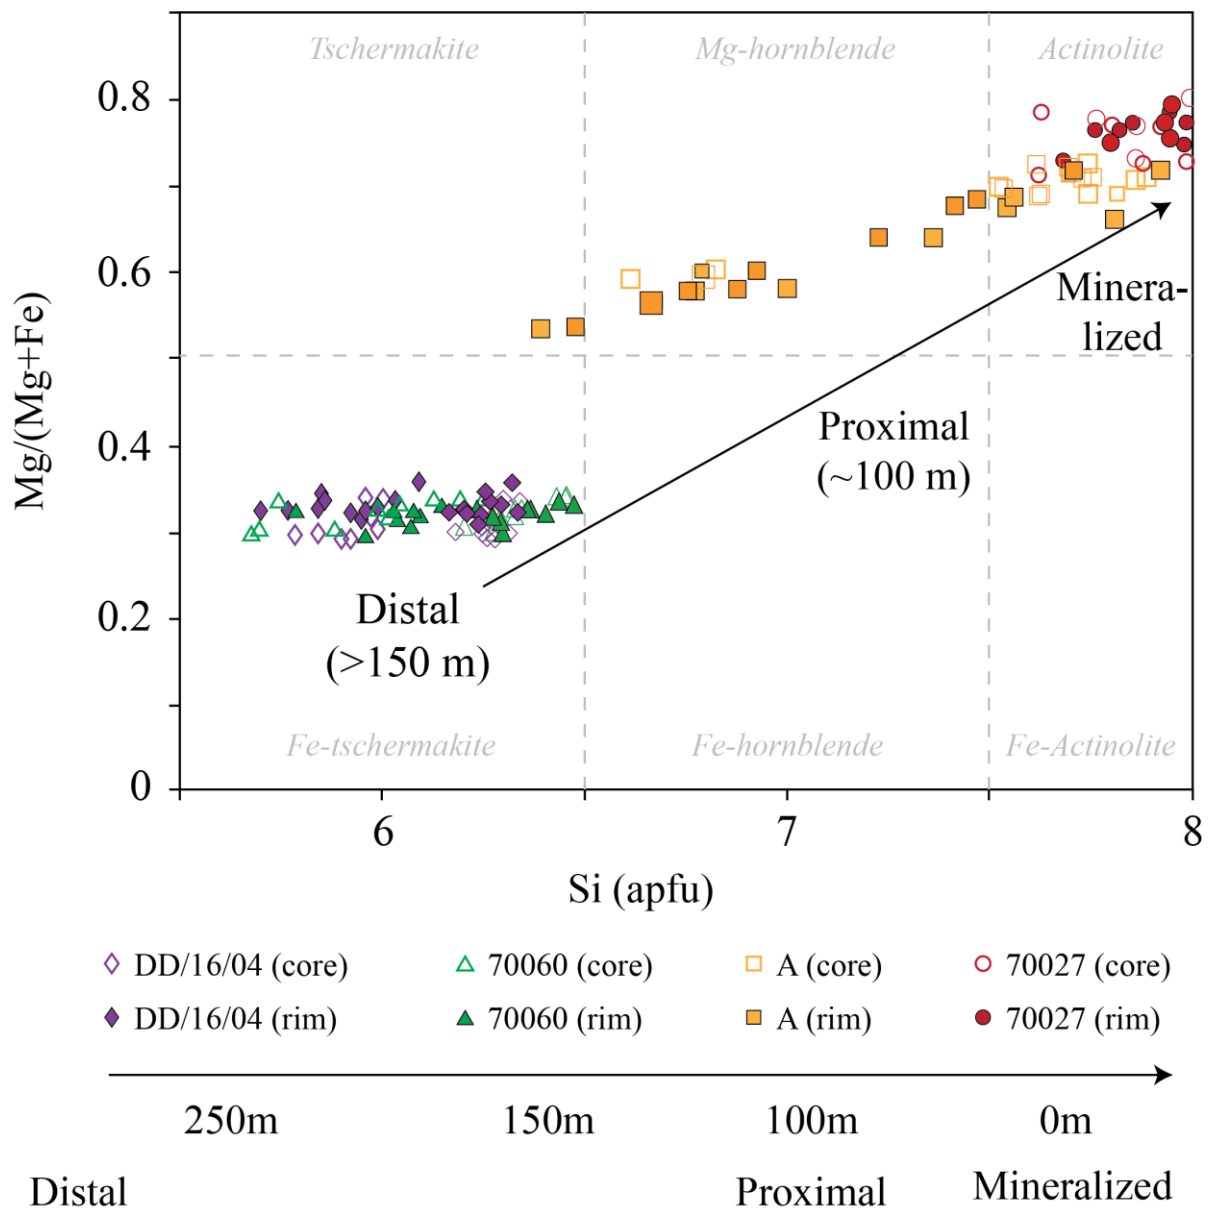 Tschermakite Mg-hornblende Actinolite
0.8
0.6
0.4
0.2
0
Mg/(Mg+Fe)
Minera-
lized
Proximal
(~100 m)
Distal
(>150 m)
Fe-tschermakite Fe-hornblende Fe-Actinolite
6 7 8
Si (apfu)
DD/16/04 (core) 70060 (core) A (core) 70027 (core)
DD/16/04 (rim) 70060 (rim) A (rim) 70027 (rim)
250m 150m 100m 0m
Distal Proximal Mineralized